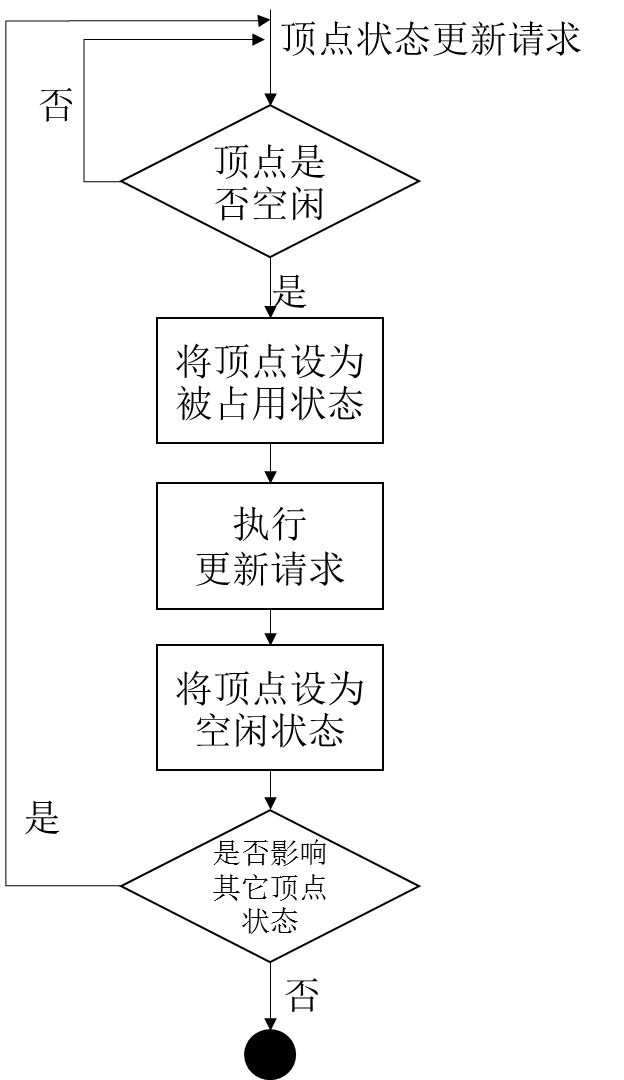 顶点状态更新请求
否
顶点是
否空闲
是
将顶点设为
被占用状态
执行
更新请求
将顶点设为
空闲状态
是
是否影响
其它顶点
状态
否